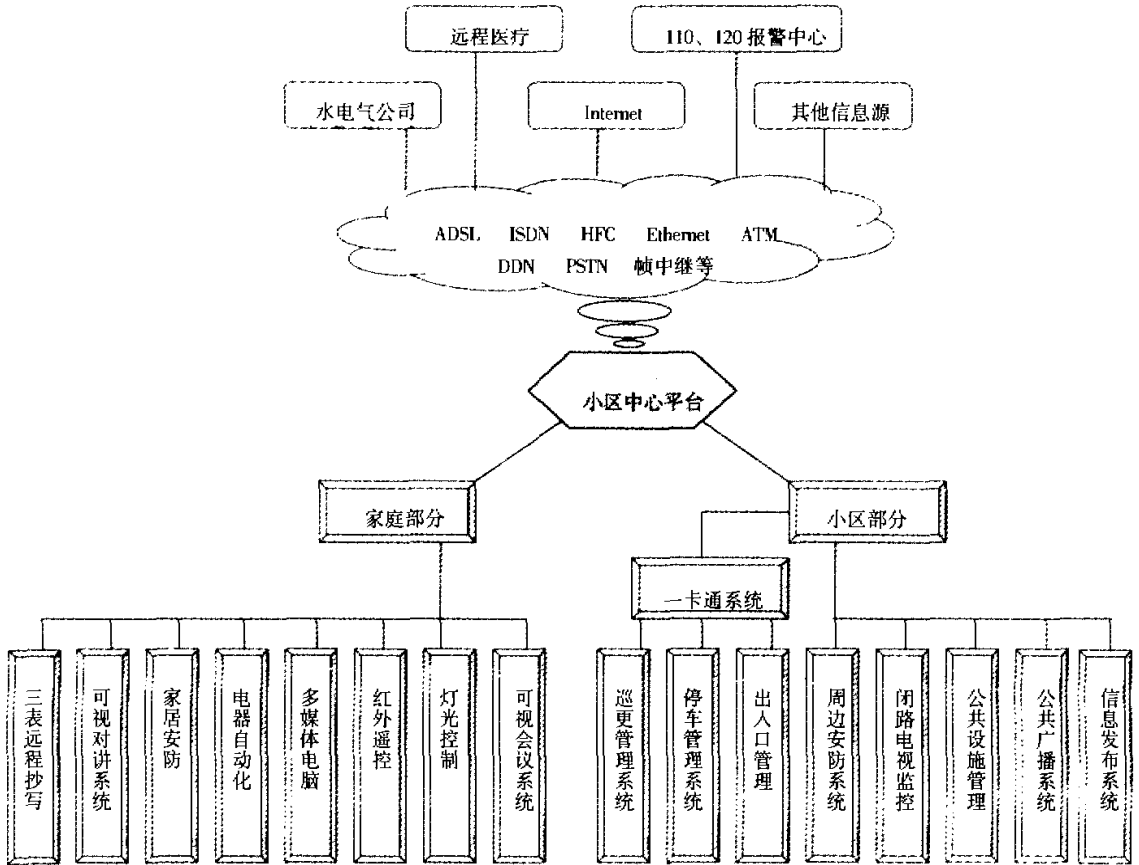 远程医疗
110、120 报警中心
水电气公司
Internet
其他信息源
ADSL ISDN HFC Ethernet ATM
DDN PSTN 帧中继等
小区中心平台
家庭部分
小区部分
一卡通系统
三表远程抄写
可视对讲系统
家居安防
电器自动化
多媒体电脑
红外遥控
灯光控制
可视会议系统
巡更管理系统
停车管理系统
出入口管理
周边安防系统
闭路电视监控
公共设施管理
公共广播系统
信息发布系统